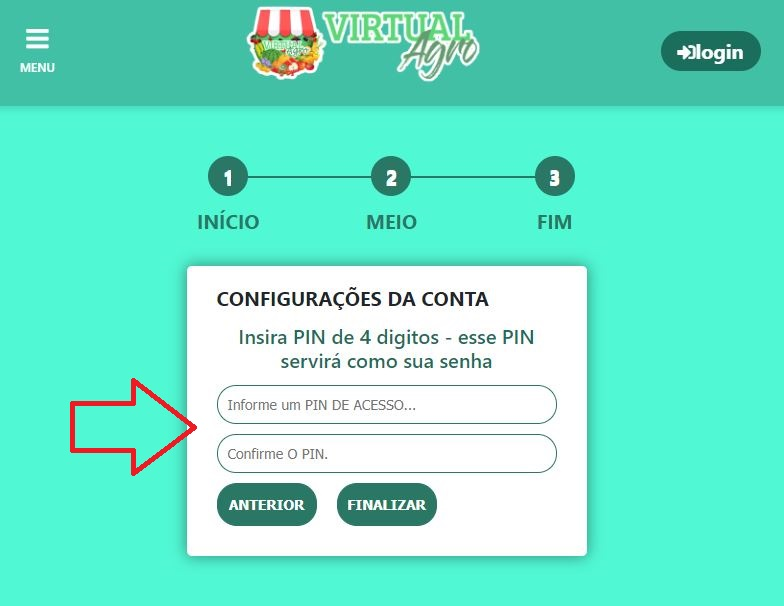 VIRTUAL
Agro
MENU
login
1
2
3
INÍCIO
MEIO
FIM
CONFIGURAÇÕES DA CONTA
Insira PIN de 4 digitos - esse PIN
servirá como sua senha
Informe um PIN DE ACESSO...
Confirme O PIN.
ANTERIOR
FINALIZAR